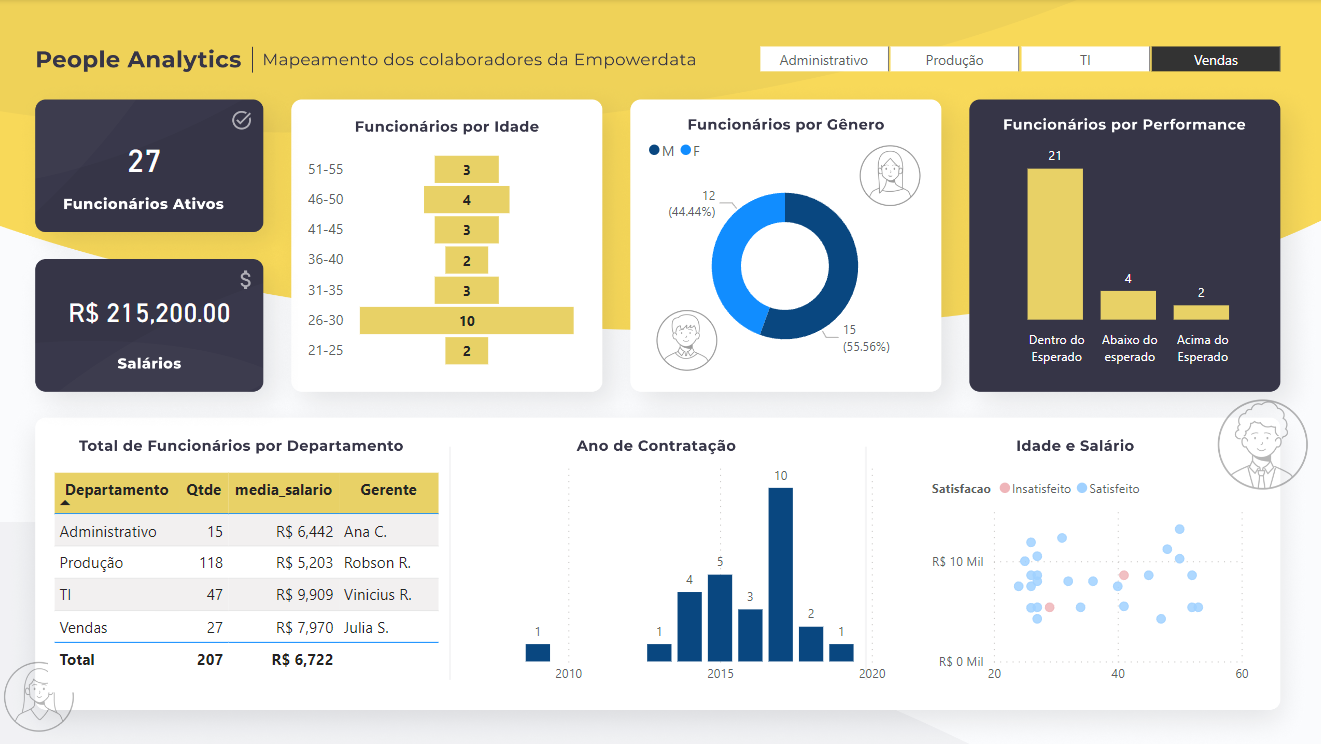 People Analytics | Mapeamento dos colaboradores da Empowerdata
Administrativo Produção TI Vendas
27
Funcionários Ativos
$
R$ 215,200.00
Salários
Funcionários por Idade
51-55 3
46-50 4
41-45 3
36-40 2
31-35 3
26-30 10
21-25 2
Funcionários por Gênero
M F
12
(44.44%)
15
(55.56%)
Funcionários por Performance
21
4
2
Dentro do Esperado
Abaixo do esperado
Acima do Esperado
Total de Funcionários por Departamento
Departamento Qtde media_salario Gerente
Administrativo 15 R$ 6,442 Ana C.
Produção 118 R$ 5,203 Robson R.
TI 47 R$ 9,909 Vinicius R.
Vendas 27 R$ 7,970 Julia S.
Total 207 R$ 6,722
Ano de Contratação
1 1 4 5 3 10 2 1
2010 2015 2020
Idade e Salário
Satisfacao Insatisfeito Satisfeito
R$ 10 Mil
R$ 0 Mil
20 40 60